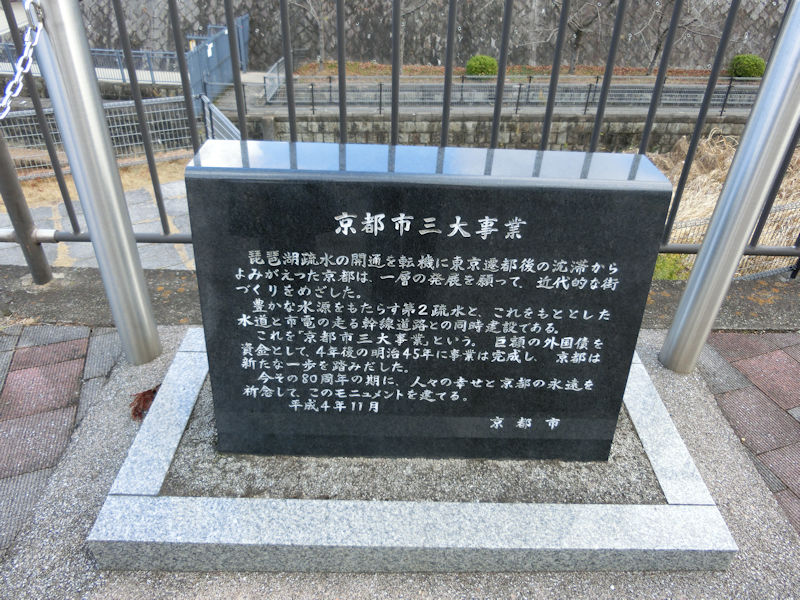 京都市三大事業
琵琶湖疏水の開通を転機に東京遷都後の沈滞から
よみがえった京都は、一層の発展を願って、近代的な街
づくりをめざした。
豊かな水源をもたらす第2疏水と、これをもととした
水道と市電の走る幹線道路との同時建設である。
これを"京都市三大事業"という。巨額の外国債を
資金として、4年後の明治45年に事業は完成し、京都は
新たな一歩を踏みだした。
今その80周年の期に、人々の幸せと京都の永遠を
祈念して、このモニュメントを建てる。
平成4年11月
京都市